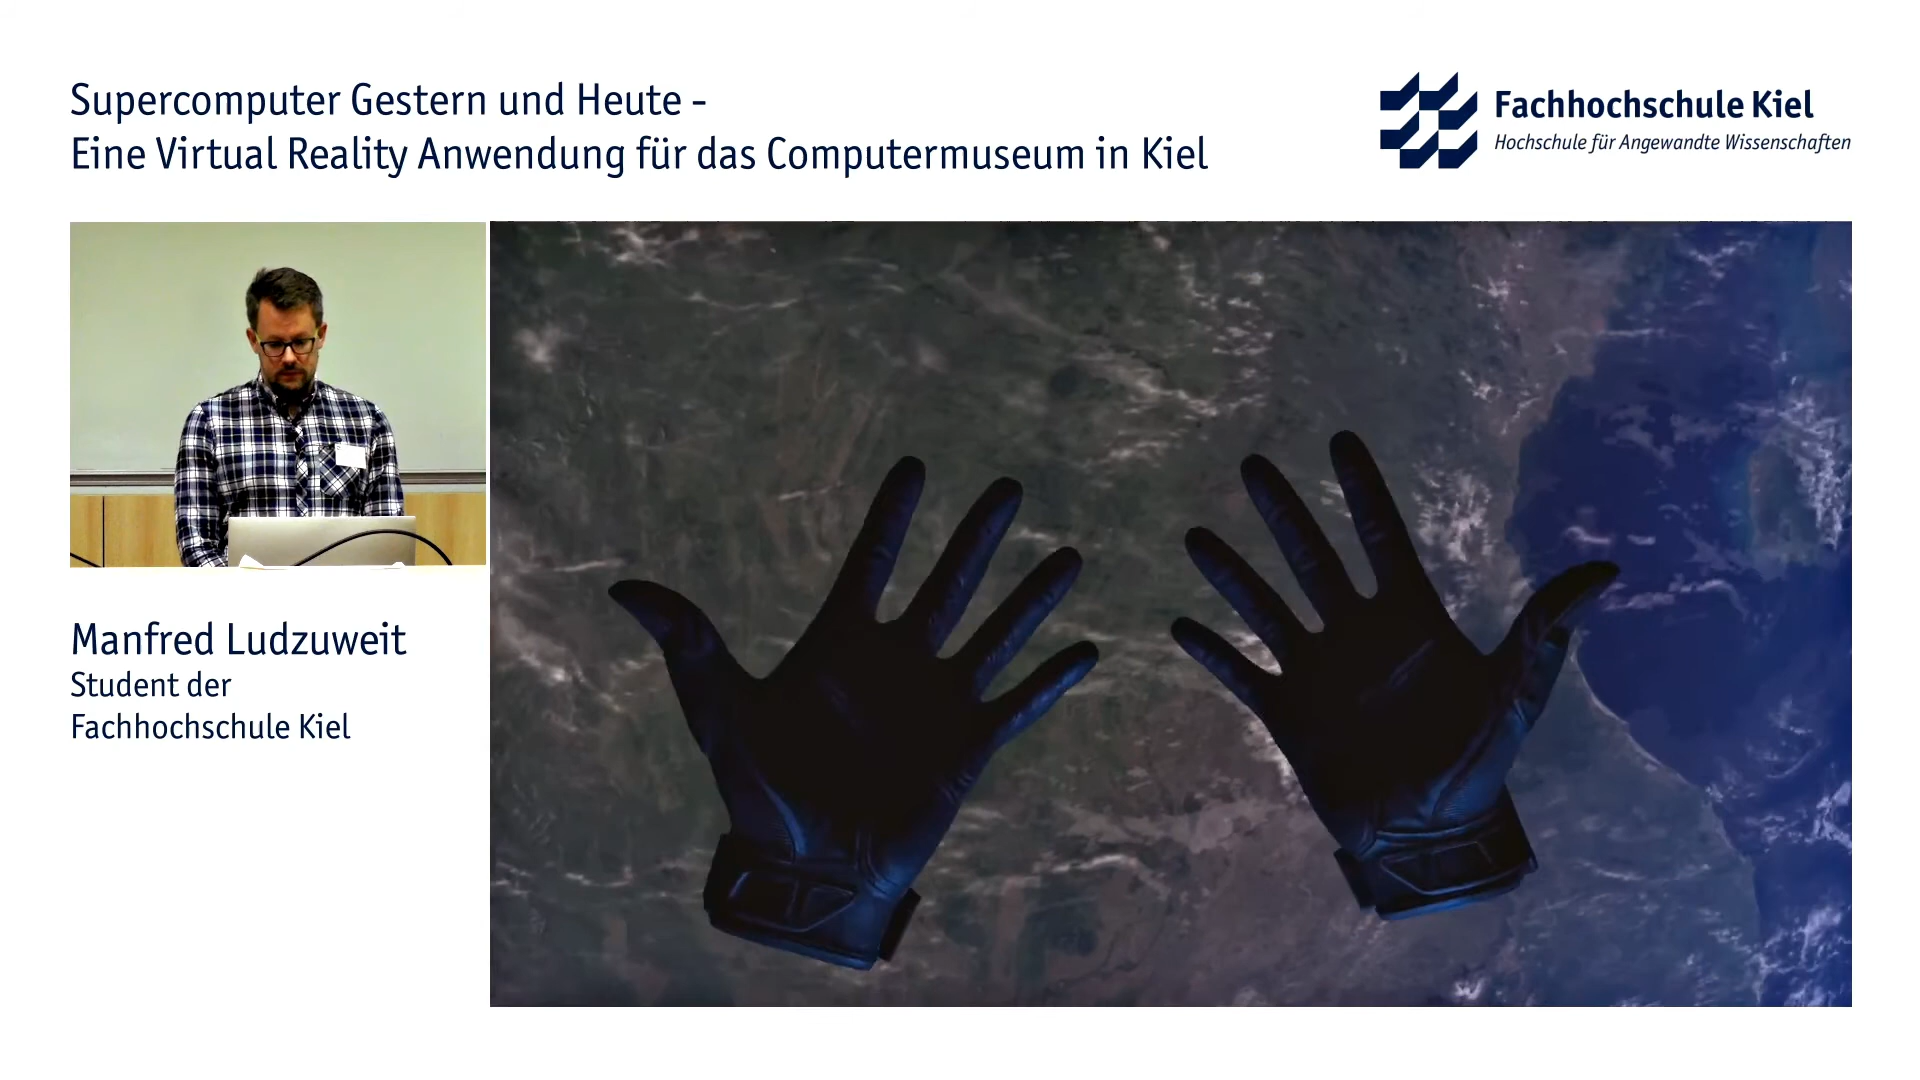 Supercomputer Gestern und Heute -
Eine Virtual Reality Anwendung für das Computermuseum in Kiel
Fachhochschule Kiel
Hochschule für Angewandte Wissenschaften
Manfred Ludzuweit
Student der
Fachhochschule Kiel